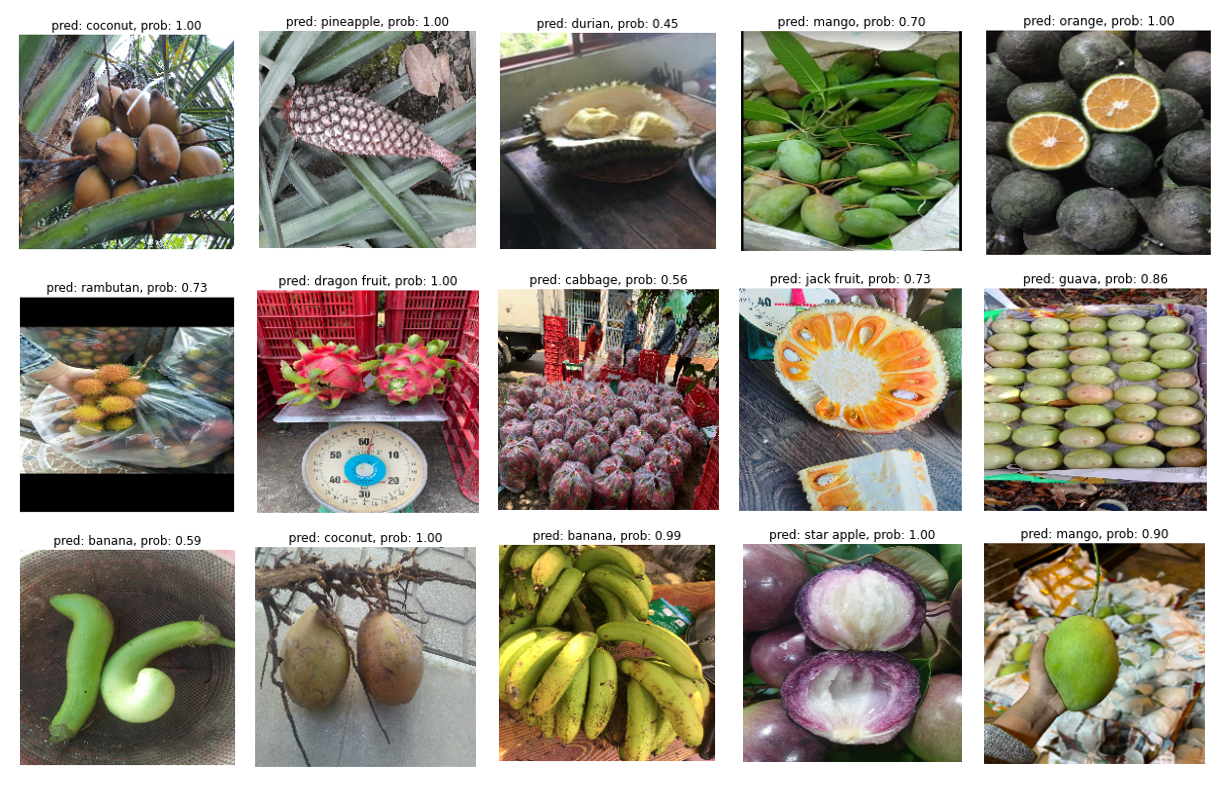 pred: coconut, prob: 1.00
pred: pineapple, prob: 1.00
pred: durian, prob: 0.45
pred: mango, prob: 0.70
pred: orange, prob: 1.00
pred: rambutan, prob: 0.73
pred: dragon fruit, prob: 1.00
pred: cabbage, prob: 0.56
pred: jack fruit, prob: 0.73
pred: guava, prob: 0.86
60
50
10
40
20
30
40
pred: banana, prob: 0.59
pred: coconut, prob: 1.00
pred: banana, prob: 0.99
pred: star apple, prob: 1.00
pred: mango, prob: 0.90